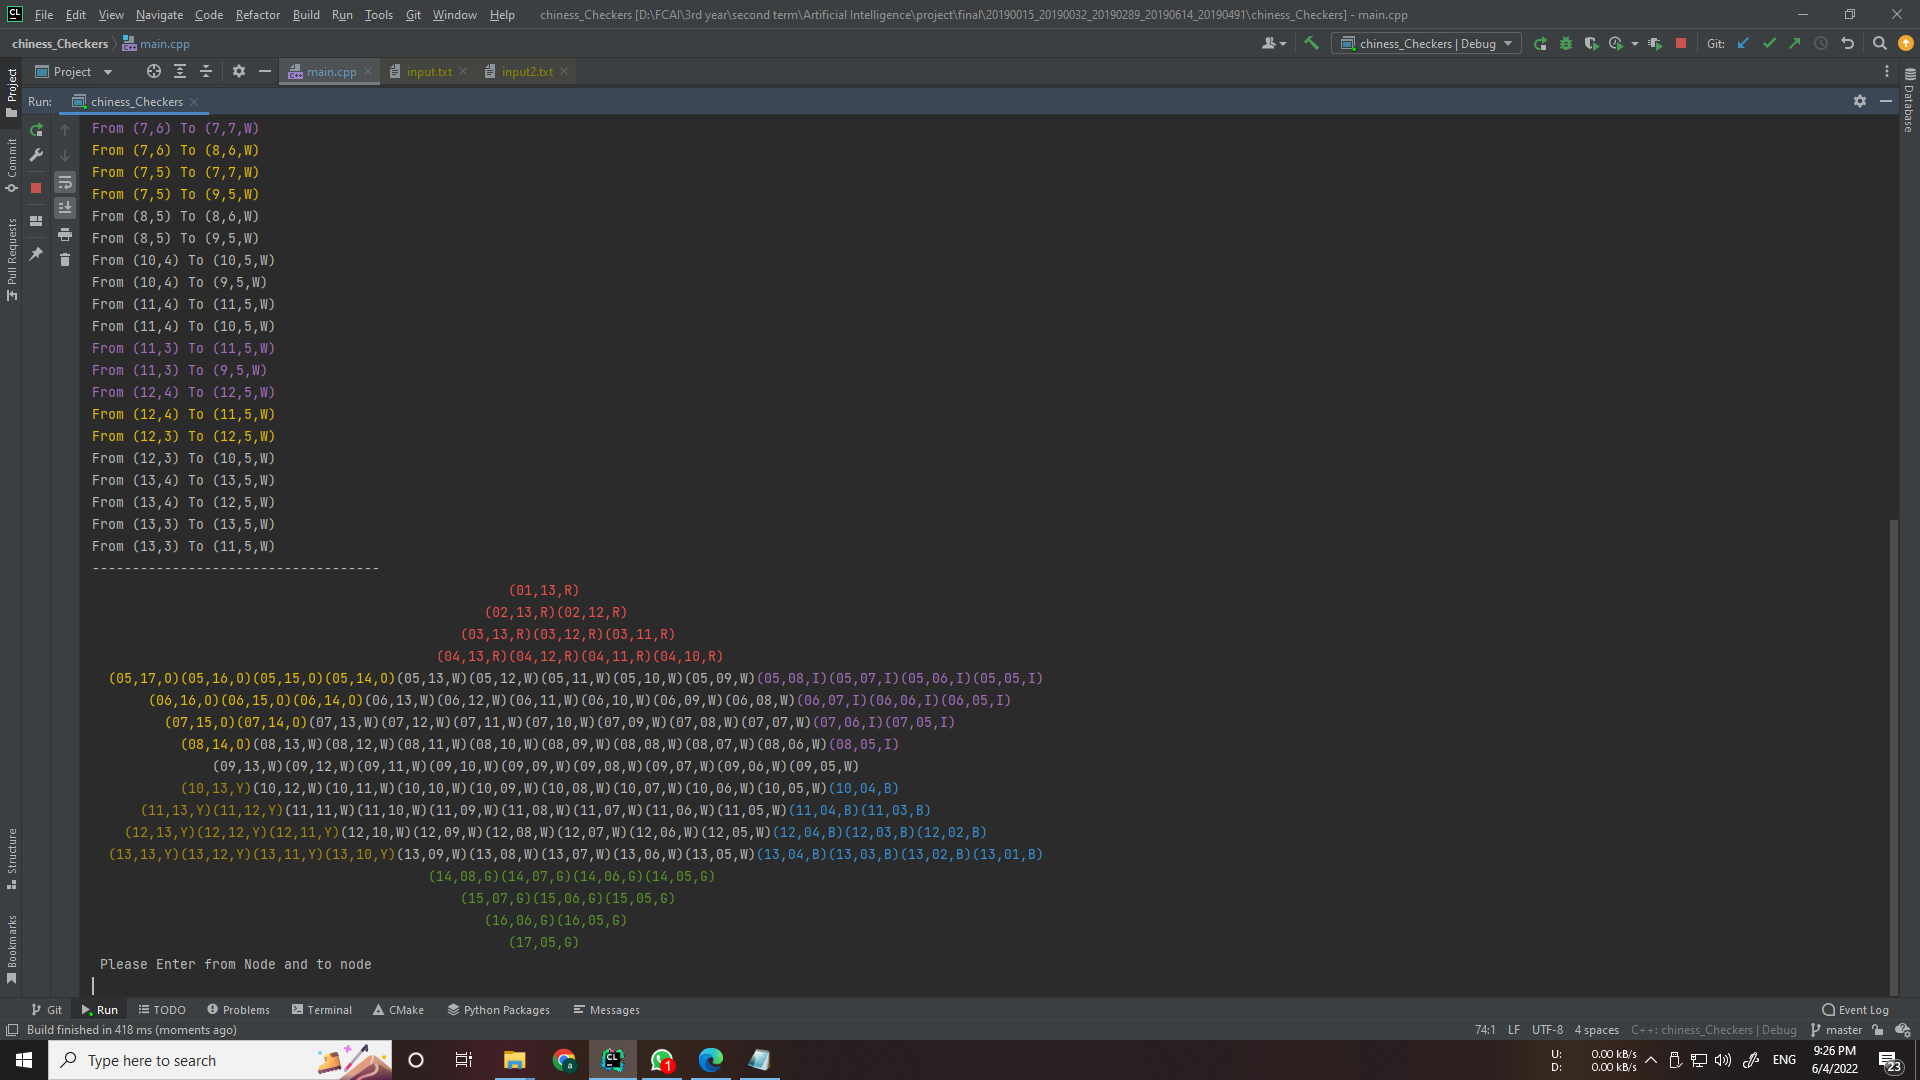 File Edit View Navigate Code Refactor Build Run Tools Git Window Help chiness_Checkers [D:\FCAI\3rd year\second term\Artificial Intelligence\project\final\20190015_20190032_20190289_20190614_20190491\chiness_Checkers] - main.cpp
chiness_Checkers main.cpp chiness_Checkers | Debug Git:
Project main.cpp input.txt input2.txt
Run: chiness_Checkers
Project
Commit
Pull Requests
Structure
Bookmarks
Database
From (7,6) To (7,7,W)
From (7,6) To (8,6,W)
From (7,5) To (7,7,W)
From (7,5) To (9,5,W)
From (8,5) To (8,6,W)
From (8,5) To (9,5,W)
From (10,4) To (10,5,W)
From (10,4) To (9,5,W)
From (11,4) To (11,5,W)
From (11,4) To (10,5,W)
From (11,3) To (11,5,W)
From (11,3) To (9,5,W)
From (12,4) To (12,5,W)
From (12,4) To (11,5,W)
From (12,3) To (12,5,W)
From (12,3) To (10,5,W)
From (13,4) To (13,5,W)
From (13,4) To (12,5,W)
From (13,3) To (13,5,W)
From (13,3) To (11,5,W)
------------------------------------
(01,13,R)
(02,13,R)(02,12,R)
(03,13,R)(03,12,R)(03,11,R)
(04,13,R)(04,12,R)(04,11,R)(04,10,R)
(05,17,O)(05,16,O)(05,15,O)(05,14,O)(05,13,W)(05,12,W)(05,11,W)(05,10,W)(05,09,W)(05,08,I)(05,07,I)(05,06,I)(05,05,I)
(06,16,O)(06,15,O)(06,14,O)(06,13,W)(06,12,W)(06,11,W)(06,10,W)(06,09,W)(06,08,W)(06,07,I)(06,06,I)(06,05,I)
(07,15,O)(07,14,O)(07,13,W)(07,12,W)(07,11,W)(07,10,W)(07,09,W)(07,08,W)(07,07,W)(07,06,I)(07,05,I)
(08,14,O)(08,13,W)(08,12,W)(08,11,W)(08,10,W)(08,09,W)(08,08,W)(08,07,W)(08,06,W)(08,05,I)
(09,13,W)(09,12,W)(09,11,W)(09,10,W)(09,09,W)(09,08,W)(09,07,W)(09,06,W)(09,05,W)
(10,13,Y)(10,12,W)(10,11,W)(10,10,W)(10,09,W)(10,08,W)(10,07,W)(10,06,W)(10,05,W)(10,04,B)
(11,13,Y)(11,12,Y)(11,11,W)(11,10,W)(11,09,W)(11,08,W)(11,07,W)(11,06,W)(11,05,W)(11,04,B)(11,03,B)
(12,13,Y)(12,12,Y)(12,11,Y)(12,10,W)(12,09,W)(12,08,W)(12,07,W)(12,06,W)(12,05,W)(12,04,B)(12,03,B)(12,02,B)
(13,13,Y)(13,12,Y)(13,11,Y)(13,10,Y)(13,09,W)(13,08,W)(13,07,W)(13,06,W)(13,05,W)(13,04,B)(13,03,B)(13,02,B)(13,01,B)
(14,08,G)(14,07,G)(14,06,G)(14,05,G)
(15,07,G)(15,06,G)(15,05,G)
(16,06,G)(16,05,G)
(17,05,G)
Please Enter from Node and to node
Git Run TODO Problems Terminal CMake Python Packages Messages Event Log
Build finished in 418 ms (moments ago) 74:1 LF UTF-8 4 spaces C++: chiness_Checkers | Debug master
Type here to search 1 U: 0.00 kB/s D: 0.00 kB/s ENG 9:26 PM 6/4/2022 23